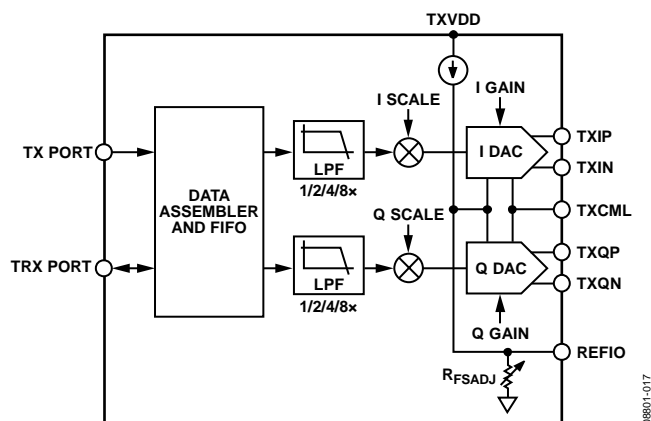 TXVDD
I SCALE
I GAIN
TX PORT
DATA
ASSEMBLER
AND FIFO
LPF
1/2/4/8×
I DAC
TXIP
TXIN
TXCML
Q SCALE
TRX PORT
LPF
1/2/4/8×
Q DAC
TXQP
TXQN
Q GAIN
REFIO
RFSADJ
08801-017